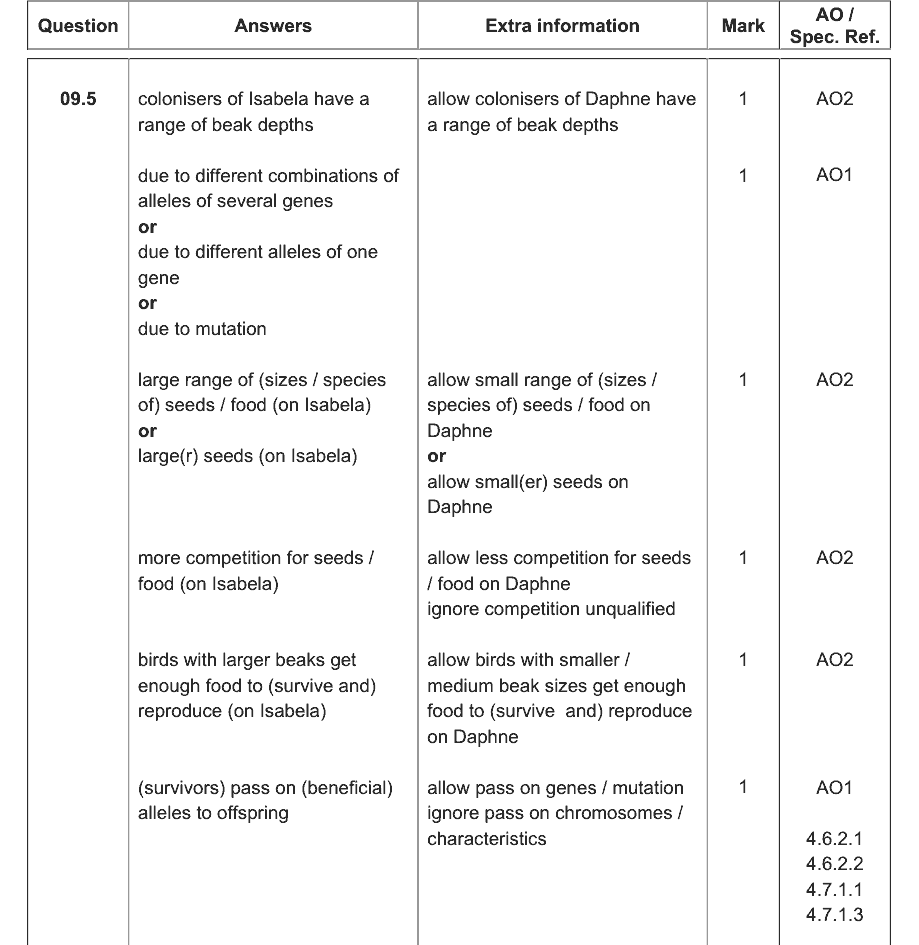 Question Answers Extra information Mark AO /
Spec. Ref.
09.5 colonisers of Isabela have a allow colonisers of Daphne have 1 AO2
range of beak depths a range of beak depths
due to different combinations of 1 AO1
alleles of several genes
or
due to different alleles of one
gene
or
due to mutation
large range of (sizes / species allow small range of (sizes / 1 AO2
of) seeds / food (on Isabela) species of) seeds / food on
or Daphne
large(r) seeds (on Isabela) or
allow small(er) seeds on
Daphne
more competition for seeds / allow less competition for seeds 1 AO2
food (on Isabela) / food on Daphne
ignore competition unqualified
birds with larger beaks get allow birds with smaller / 1 AO2
enough food to (survive and) medium beak sizes get enough
reproduce (on Isabela) food to (survive and) reproduce
on Daphne
(survivors) pass on (beneficial) allow pass on genes / mutation 1 AO1
alleles to offspring ignore pass on chromosomes /
characteristics 4.6.2.1
4.6.2.2
4.7.1.1
4.7.1.3